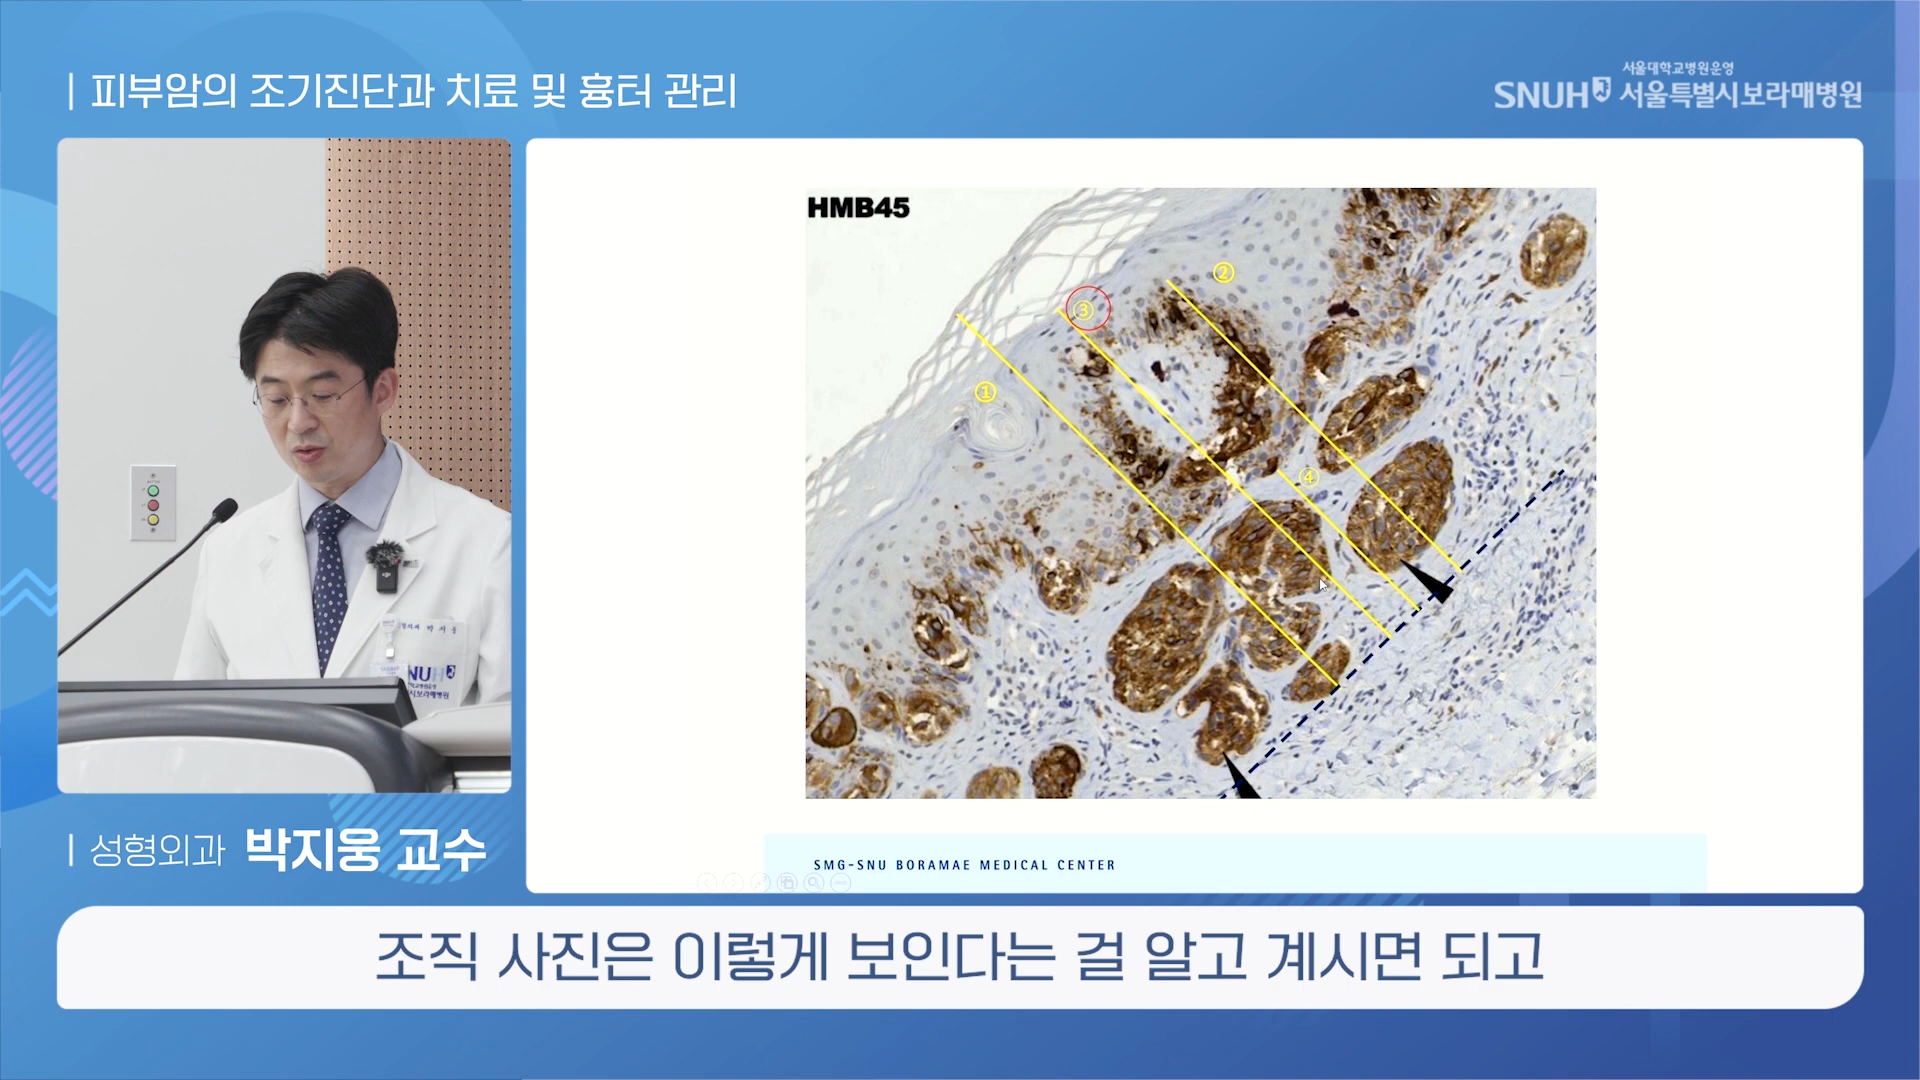 피부암의 조기진단과 치료 및 흉터 관리
서울대학교병원운영
SNUH 서울특별시보라매병원
HMB45
②
③
①
④
성형외과 박지웅 교수
SMG-SNU BORAMAE MEDICAL CENTER
조직 사진은 이렇게 보인다는 걸 알고 계시면 되고